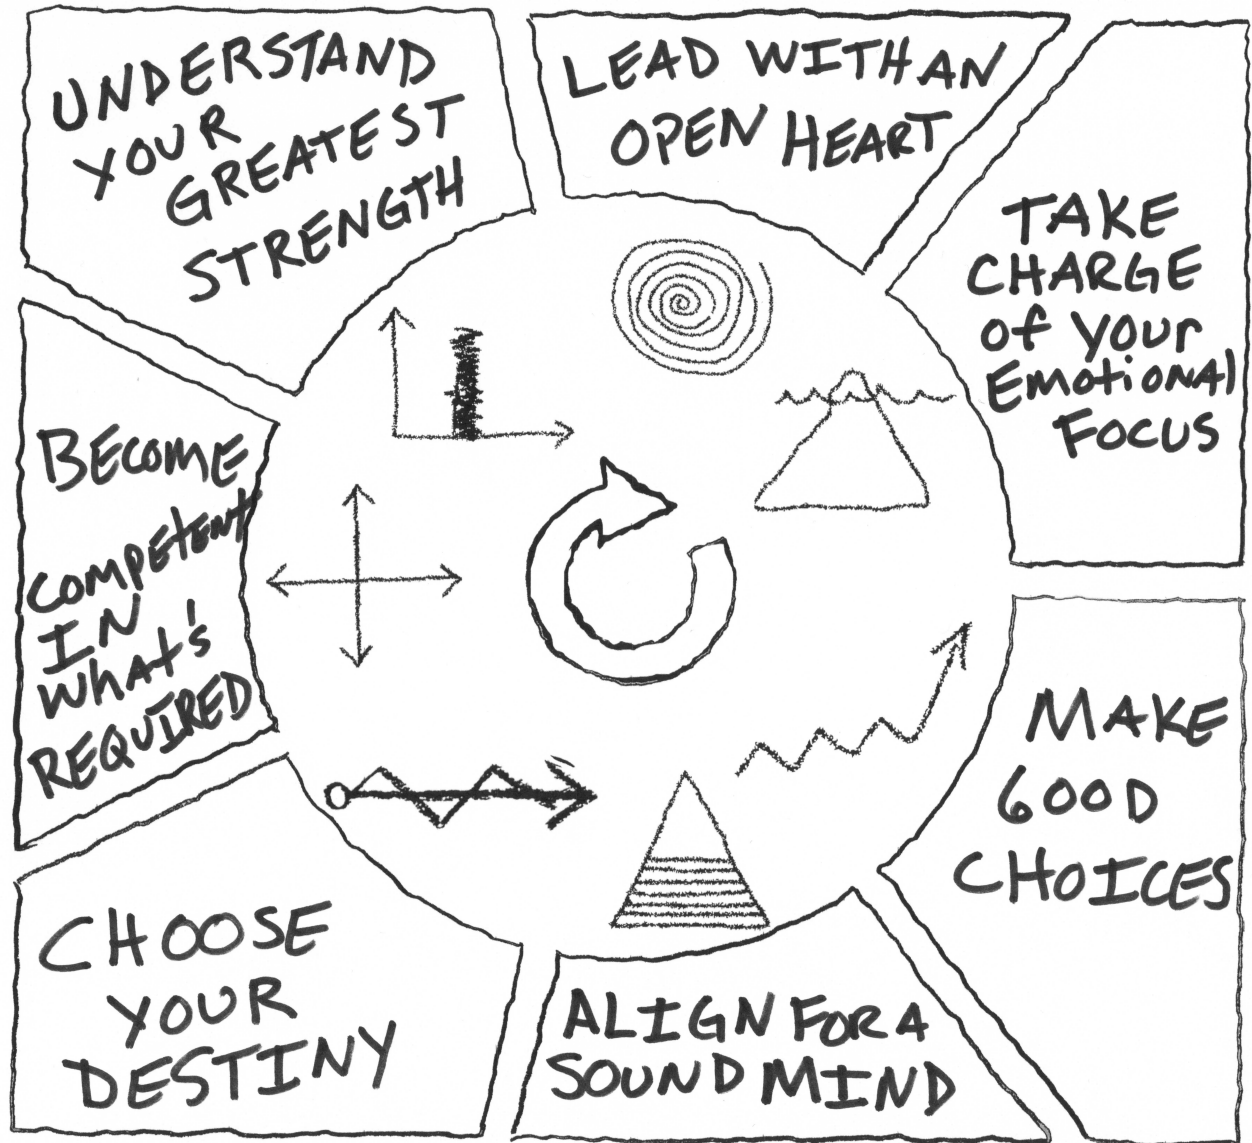 UNDERSTAND
YOUR
GREATEST
STRENGTH
LEAD WITH AN
OPEN HEART
TAKE
CHARGE
of your
EmotioNAl
FOCUS
MAKE
GOOD
CHOICES
ALIGN FOR A
SOUND MIND
CHOOSE
YOUR
DESTINY
BEComE
competent
IN
what's
REQUIRED